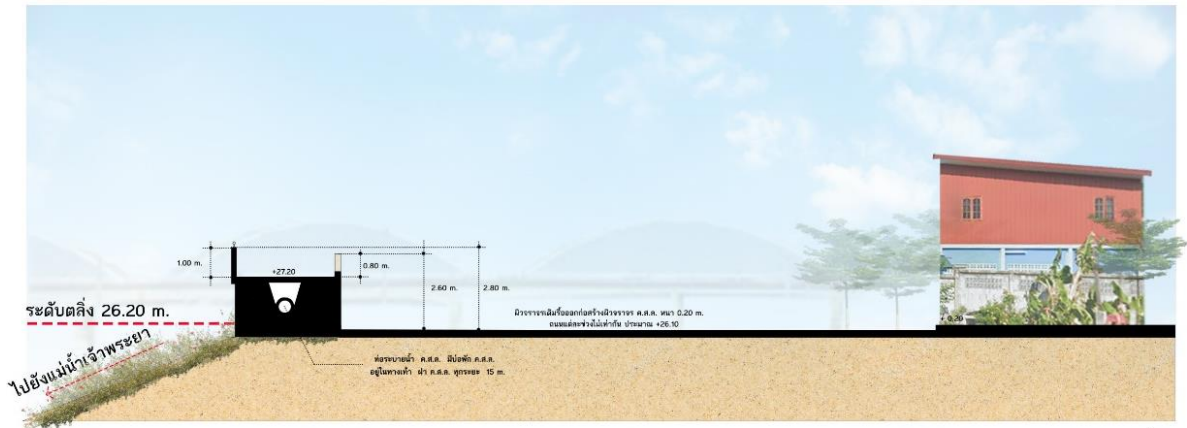 1.00 m.
+27.20
0.80 m.
2.60 m.
2.80 m.
ระดับตลิ่ง 26.20 m.
ไปยังแม่น้ำเจ้าพระยา
ผิวจราจรเดิมรื้อออกก่อสร้างผิวจราจร ค.ส.ล. หนา 0.20 m.
ถนนแต่ละช่วงไม่เท่ากัน ประมาณ +26.10
+ 0.20
ท่อระบายน้ำ ค.ส.ล. มีบ่อพัก ค.ส.ล.
อยู่ในทางเท้า ฝา ค.ส.ล. ทุกระยะ 15 m.